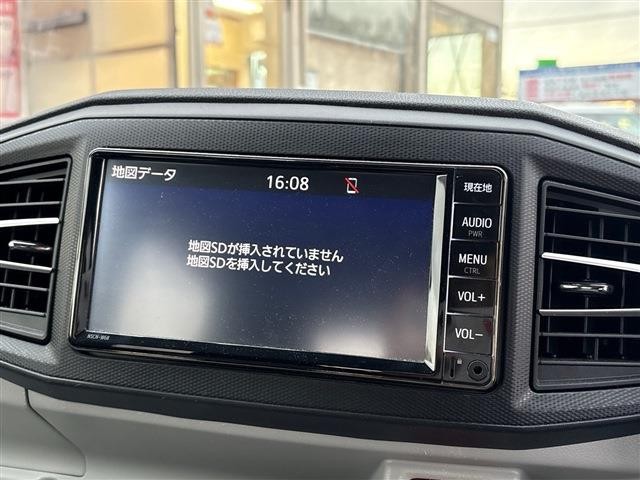 地図データ
16:08
地図SDが挿入されていません
地図SDを挿入してください
現在地
AUDIO
PWR
MENU
CTRL
VOL+
VOL−
NSCN-W68